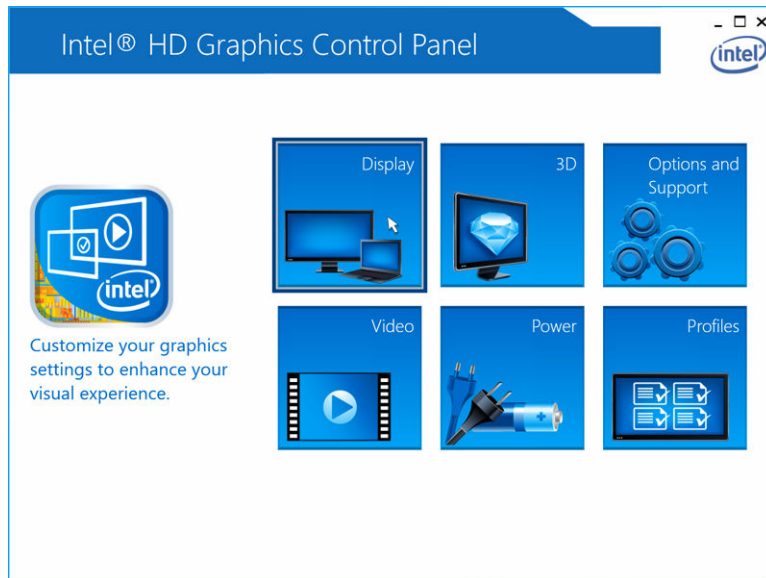 Intel® HD Graphics Control Panel
intel
Display
3D
Options and
Support
intel
Customize your graphics
settings to enhance your
visual experience.
Video
Power
Profiles